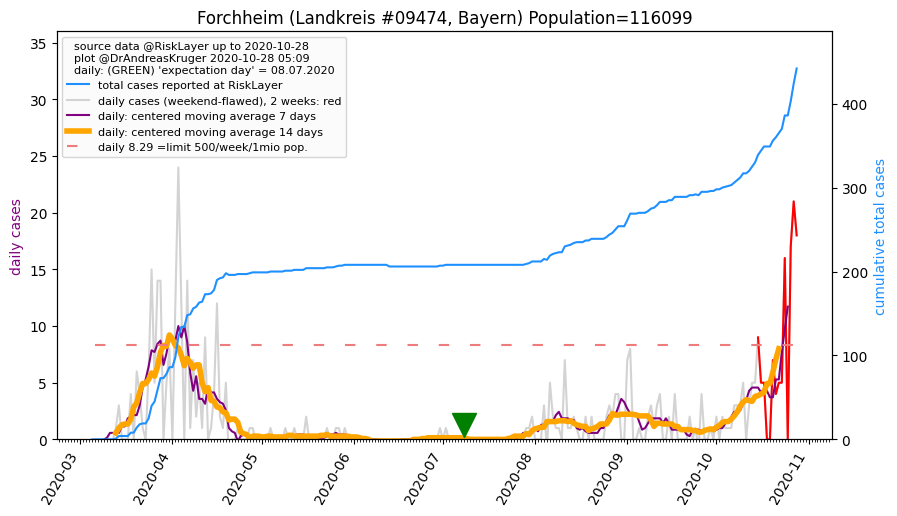 Forchheim (Landkreis #09474, Bayern) Population=116099
source data @RiskLayer up to 2020-10-28
plot @DrAndreasKruger 2020-10-28 05:09
daily: (GREEN) 'expectation day' = 08.07.2020
total cases reported at RiskLayer
daily cases (weekend-flawed), 2 weeks: red
daily: centered moving average 7 days
daily: centered moving average 14 days
daily 8.29 =limit 500/week/1mio pop.
daily cases
35
30
25
20
15
10
5
0
cumulative total cases
400
300
200
100
0
2020-03
2020-04
2020-05
2020-06
2020-07
2020-08
2020-09
2020-10
2020-11